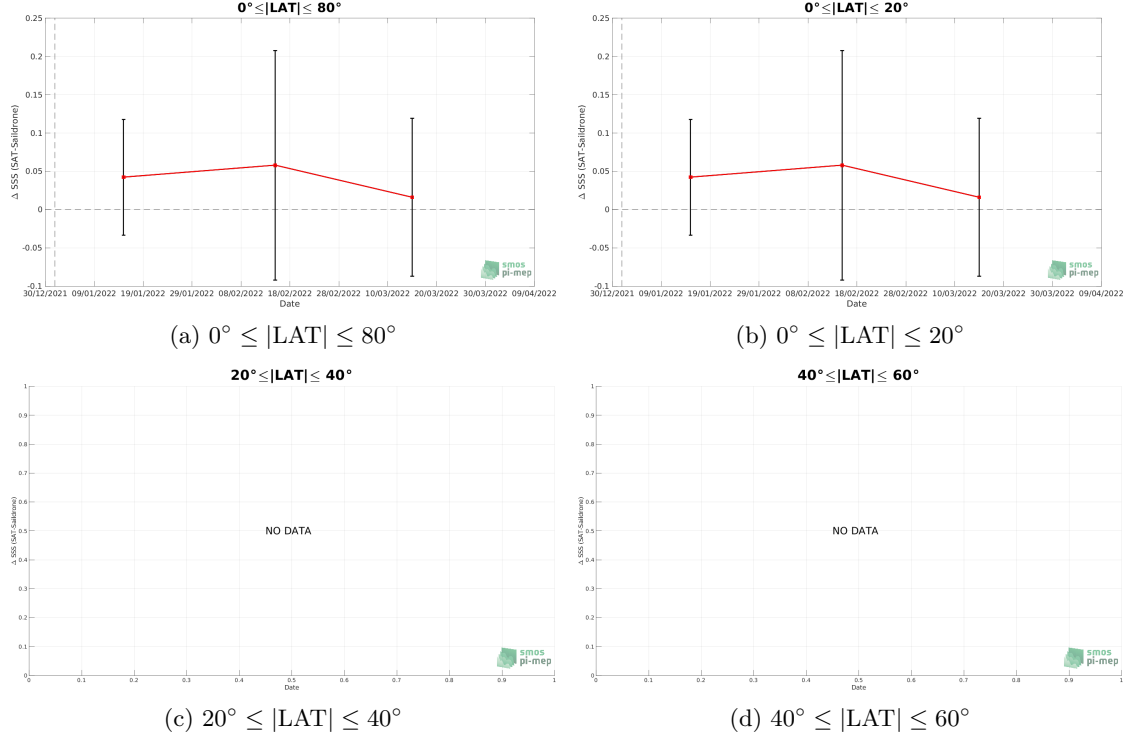 0°≤|LAT|≤ 80°
0.25
0.2
0.15
0.1
0.05
0
-0.05
-0.1
Δ SSS (SAT-Saildrone)
30/12/2021 09/01/2022 19/01/2022 29/01/2022 08/02/2022 18/02/2022 28/02/2022 10/03/2022 20/03/2022 30/03/2022 09/04/2022
Date
smos
pi-mep
(a) 0° ≤ |LAT| ≤ 80°
0°≤|LAT|≤ 20°
0.25
0.2
0.15
0.1
0.05
0
-0.05
-0.1
Δ SSS (SAT-Saildrone)
30/12/2021 09/01/2022 19/01/2022 29/01/2022 08/02/2022 18/02/2022 28/02/2022 10/03/2022 20/03/2022 30/03/2022 09/04/2022
Date
smos
pi-mep
(b) 0° ≤ |LAT| ≤ 20°
20°≤|LAT|≤ 40°
1
0.9
0.8
0.7
0.6
0.5
0.4
0.3
0.2
0.1
0
Δ SSS (SAT-Saildrone)
NO DATA
0 0.1 0.2 0.3 0.4 0.5 0.6 0.7 0.8 0.9 1
Date
smos
pi-mep
(c) 20° ≤ |LAT| ≤ 40°
40°≤|LAT|≤ 60°
1
0.9
0.8
0.7
0.6
0.5
0.4
0.3
0.2
0.1
0
Δ SSS (SAT-Saildrone)
NO DATA
0 0.1 0.2 0.3 0.4 0.5 0.6 0.7 0.8 0.9 1
Date
smos
pi-mep
(d) 40° ≤ |LAT| ≤ 60°